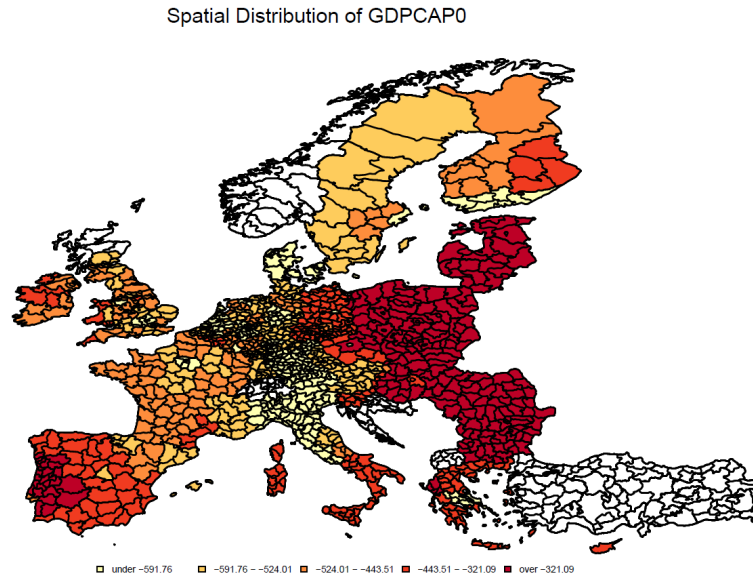 Spatial Distribution of GDPCAP0
under −591.76 −591.76 − −524.01 −524.01 − −443.51 −443.51 − −321.09 over −321.09